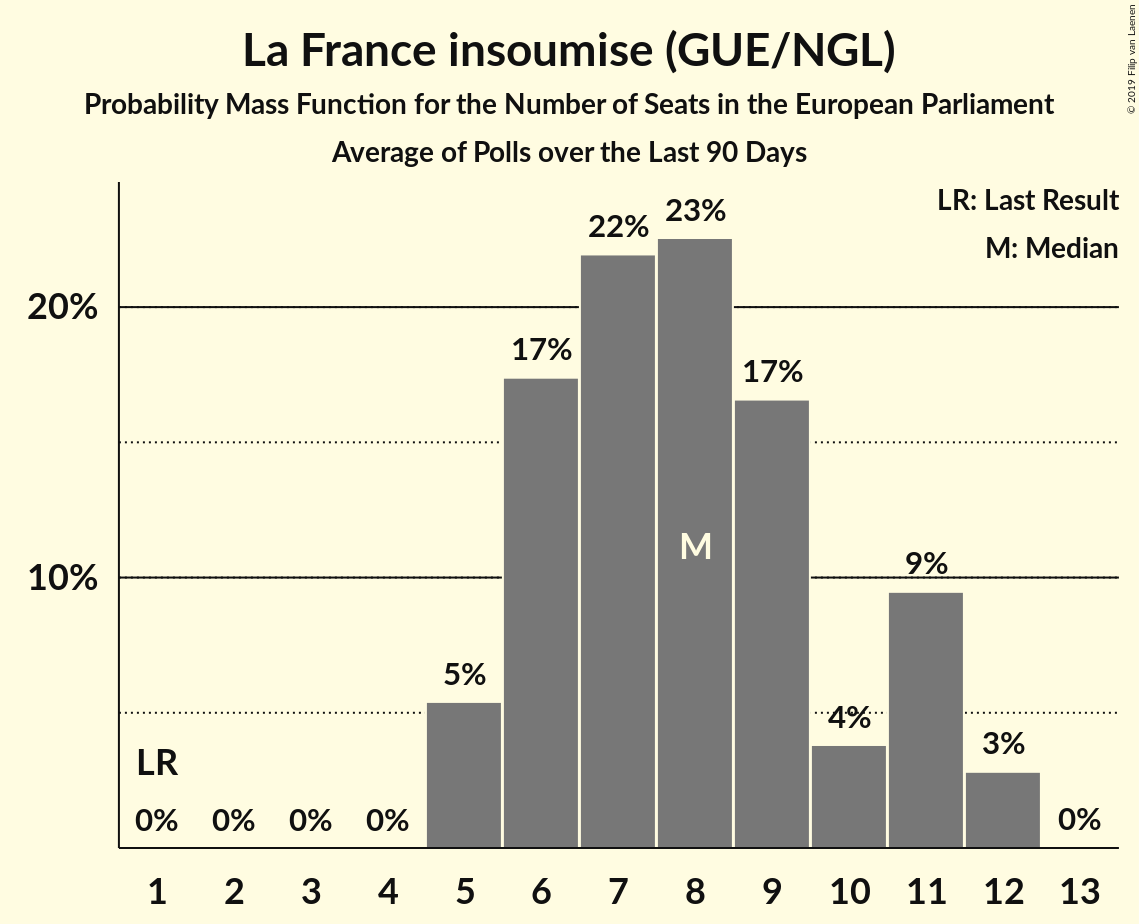 La France insoumise (GUE/NGL)
Probability Mass Function for the Number of Seats in the European Parliament
Average of Polls over the Last 90 Days
© 2019 Filip van Laenen
LR: Last Result
M: Median
20%
10%
0%
0%
0%
0%
5%
17%
22%
23%
17%
4%
9%
3%
0%
LR
M
1 2 3 4 5 6 7 8 9 10 11 12 13